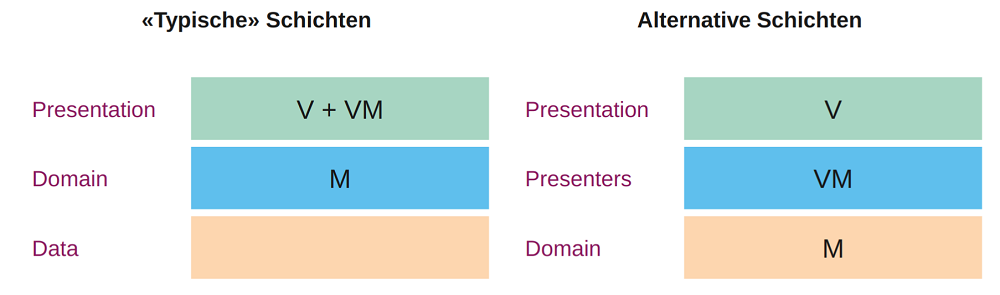 «Typische» Schichten
Presentation
V + VM
Domain
M
Data
Alternative Schichten
Presentation
V
Presenters
VM
Domain
M